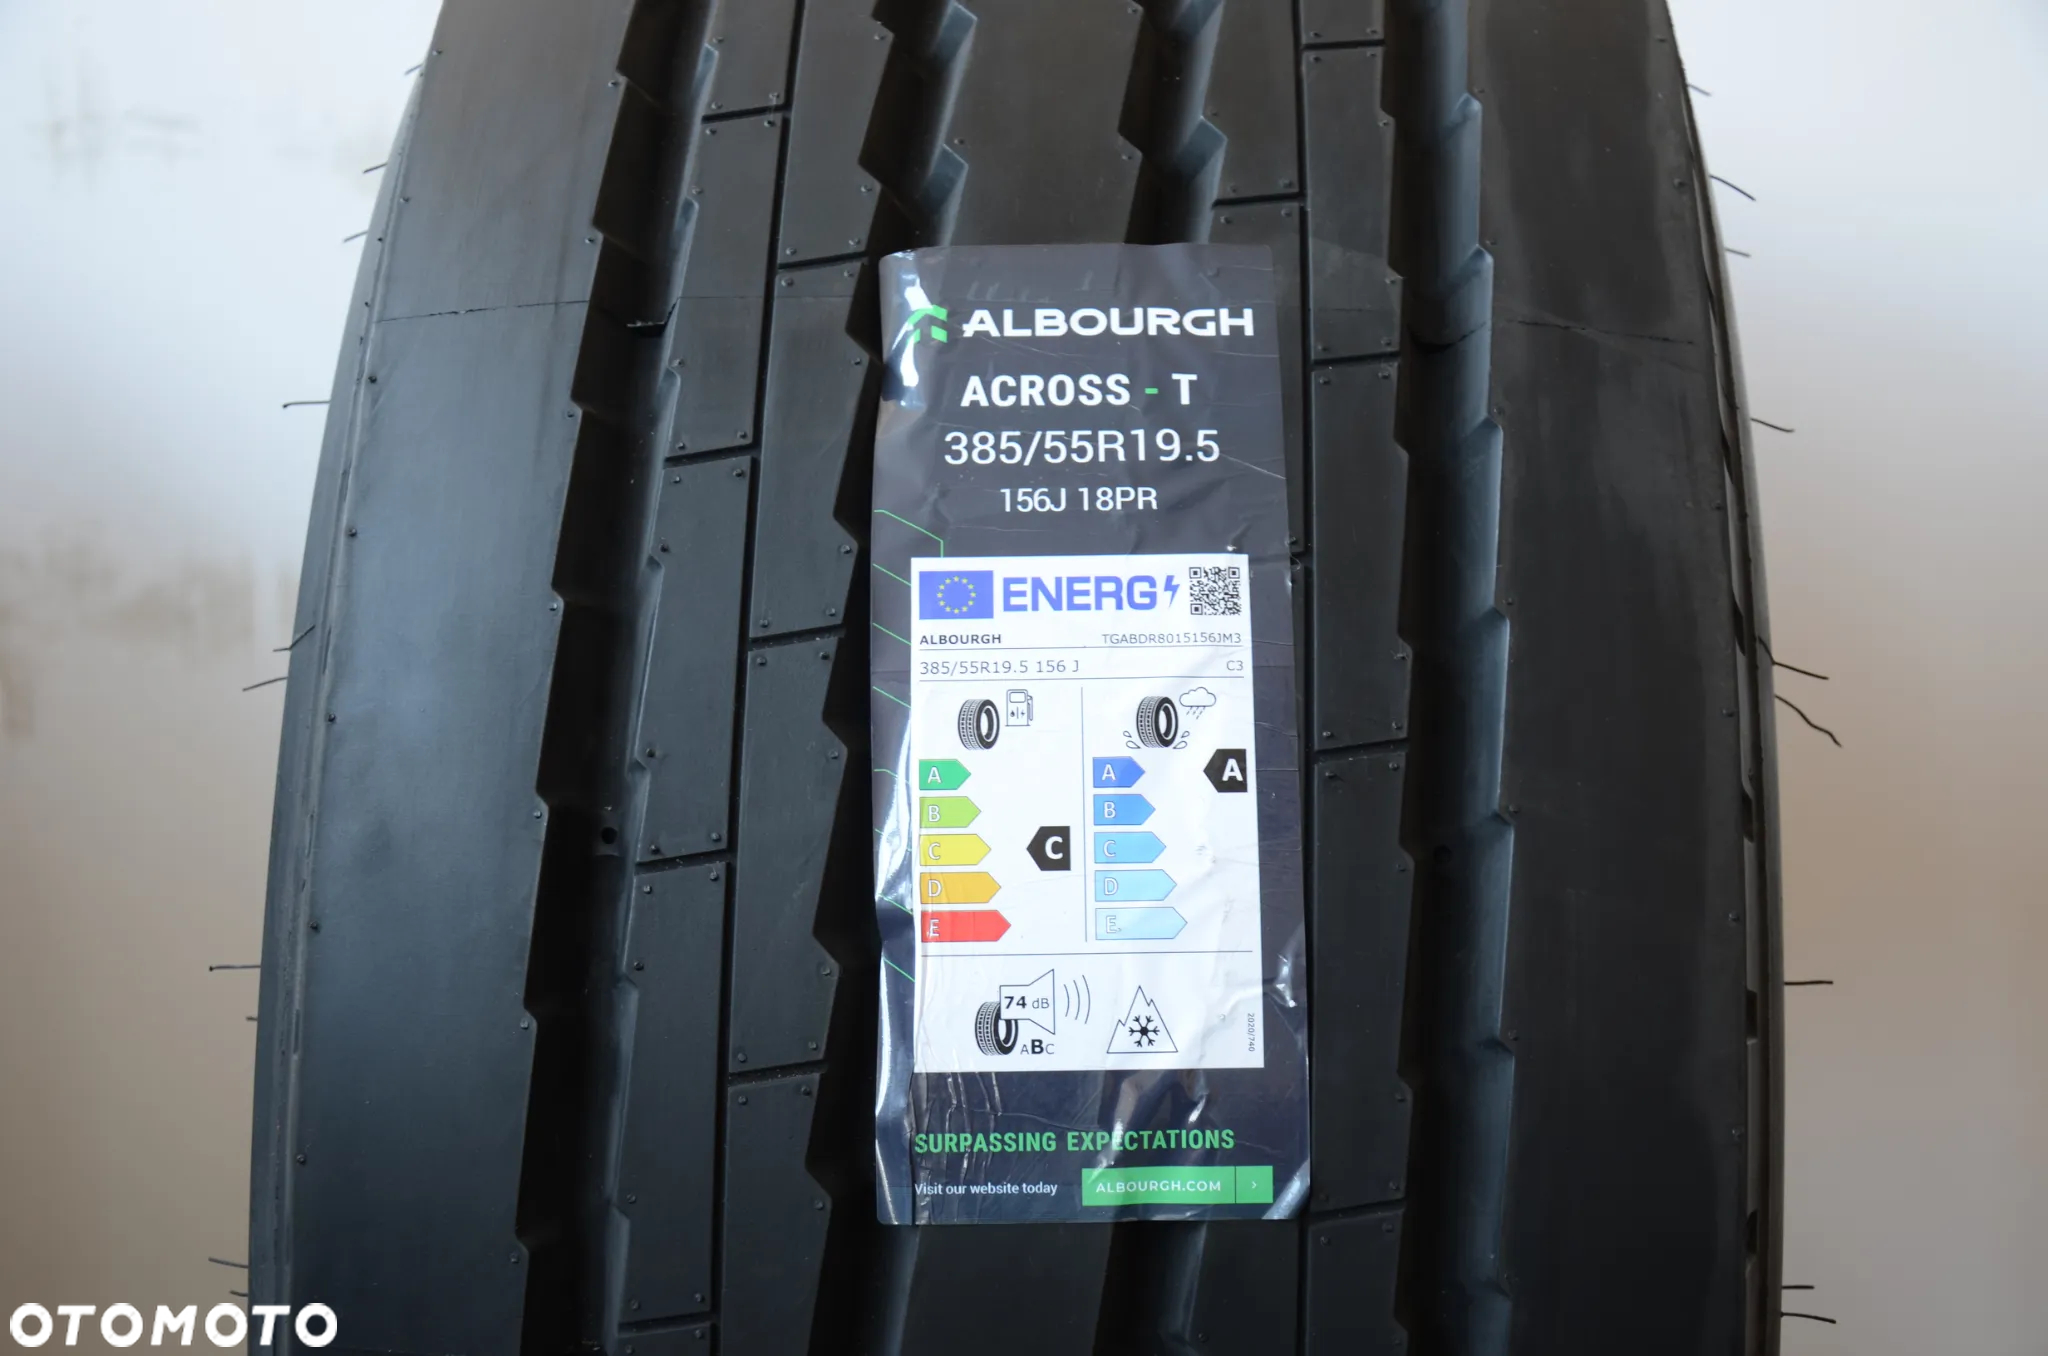 ALBOURGH
ACROSS - T
385/55R19.5
156J 18PR
ENERG
ALBOURGH TGABDR8015156JM3
385/55R19.5 156 J C3
A
B
C
D
E
C
A
B
C
D
E
A
74 dB
ABC
2020/740
SURPASSING EXPECTATIONS
Visit our website today ALBOURGH.COM >
OTOMOTO